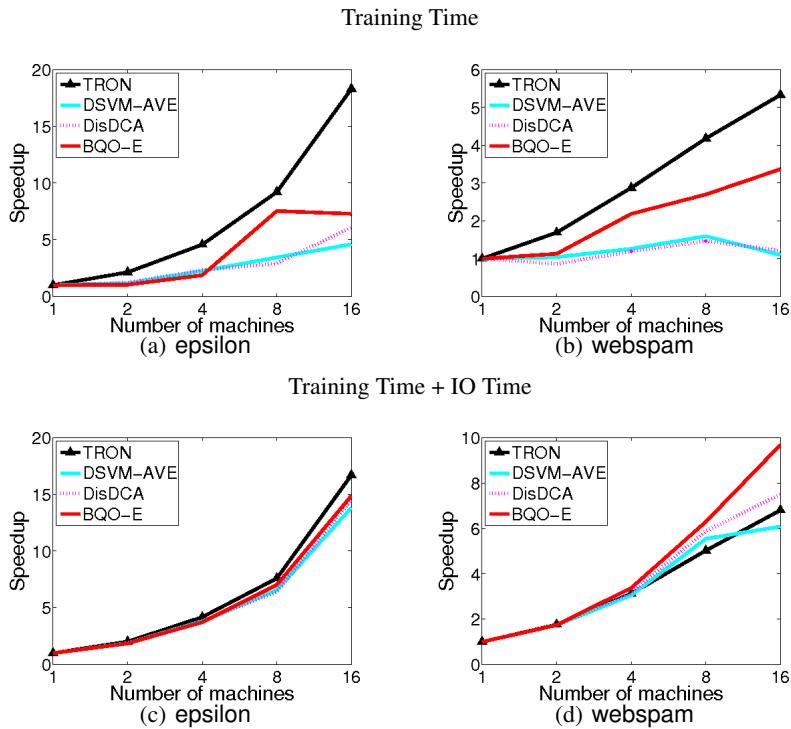 Training Time
20
15
10
5
0
Speedup
TRON
DSVM-AVE
DisDCA
BQO-E
1 2 4 8 16
Number of machines
(a) epsilon
6
5
4
3
2
1
0
Speedup
TRON
DSVM-AVE
DisDCA
BQO-E
1 2 4 8 16
Number of machines
(b) webspam
Training Time + IO Time
20
15
10
5
0
Speedup
TRON
DSVM-AVE
DisDCA
BQO-E
1 2 4 8 16
Number of machines
(c) epsilon
10
8
6
4
2
0
Speedup
TRON
DSVM-AVE
DisDCA
BQO-E
1 2 4 8 16
Number of machines
(d) webspam